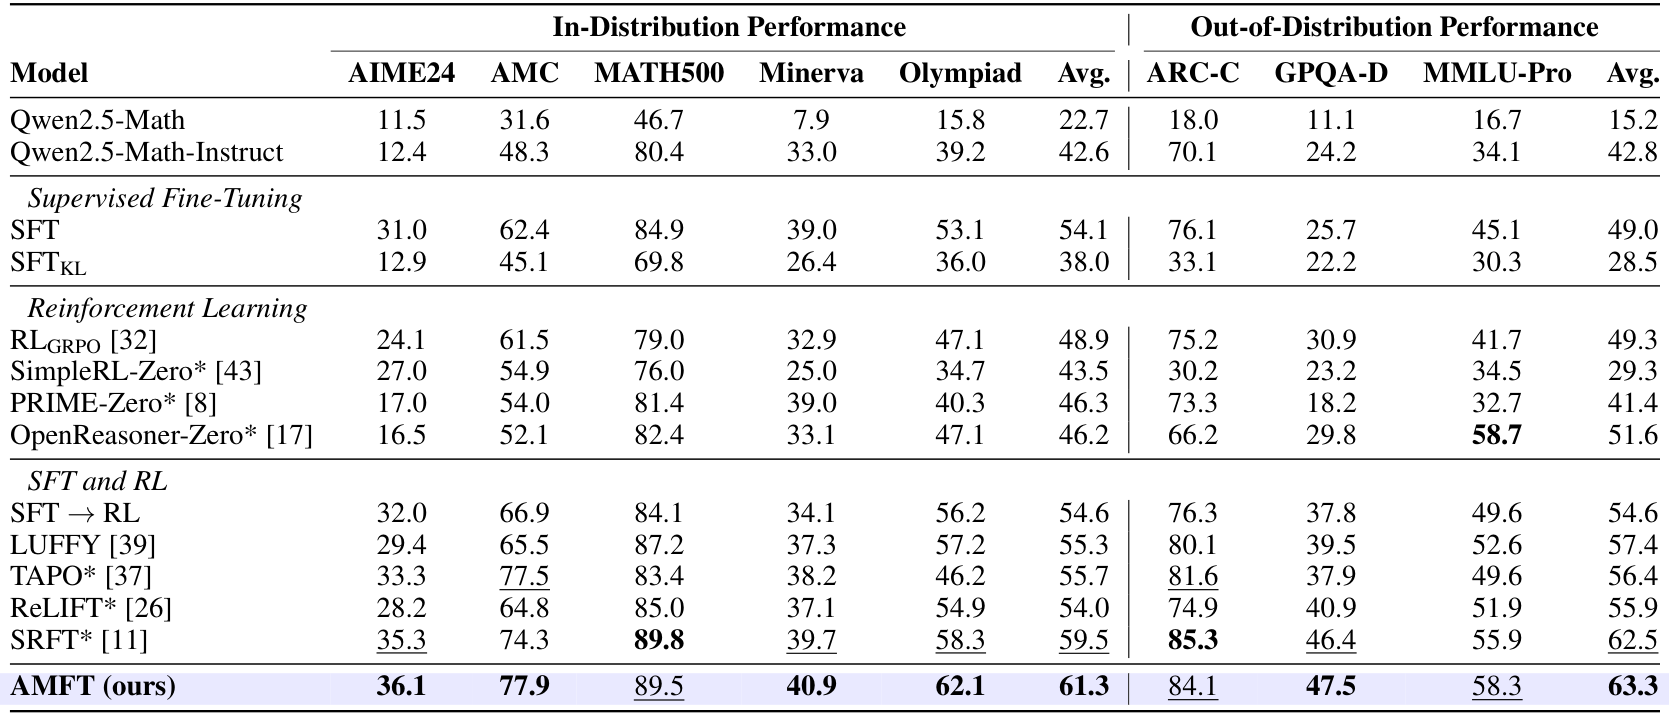 In-Distribution Performance Out-of-Distribution Performance
Model AIME24 AMC MATH500 Minerva Olympiad Avg. ARC-C GPQA-D MMLU-Pro Avg.
Qwen2.5-Math 11.5 31.6 46.7 7.9 15.8 22.7 18.0 11.1 16.7 15.2
Qwen2.5-Math-Instruct 12.4 48.3 80.4 33.0 39.2 42.6 70.1 24.2 34.1 42.8
Supervised Fine-Tuning
SFT 31.0 62.4 84.9 39.0 53.1 54.1 76.1 25.7 45.1 49.0
SFT_KL 12.9 45.1 69.8 26.4 36.0 38.0 33.1 22.2 30.3 28.5
Reinforcement Learning
RL_GRPO [32] 24.1 61.5 79.0 32.9 47.1 48.9 75.2 30.9 41.7 49.3
SimpleRL-Zero* [43] 27.0 54.9 76.0 25.0 34.7 43.5 30.2 23.2 34.5 29.3
PRIME-Zero* [8] 17.0 54.0 81.4 39.0 40.3 46.3 73.3 18.2 32.7 41.4
OpenReasoner-Zero* [17] 16.5 52.1 82.4 33.1 47.1 46.2 66.2 29.8 58.7 51.6
SFT and RL
SFT → RL 32.0 66.9 84.1 34.1 56.2 54.6 76.3 37.8 49.6 54.6
LUFFY [39] 29.4 65.5 87.2 37.3 57.2 55.3 80.1 39.5 52.6 57.4
TAPO* [37] 33.3 77.5 83.4 38.2 46.2 55.7 81.6 37.9 49.6 56.4
ReLIFT* [26] 28.2 64.8 85.0 37.1 54.9 54.0 74.9 40.9 51.9 55.9
SRFT* [11] 35.3 74.3 89.8 39.7 58.3 59.5 85.3 46.4 55.9 62.5
AMFT (ours) 36.1 77.9 89.5 40.9 62.1 61.3 84.1 47.5 58.3 63.3